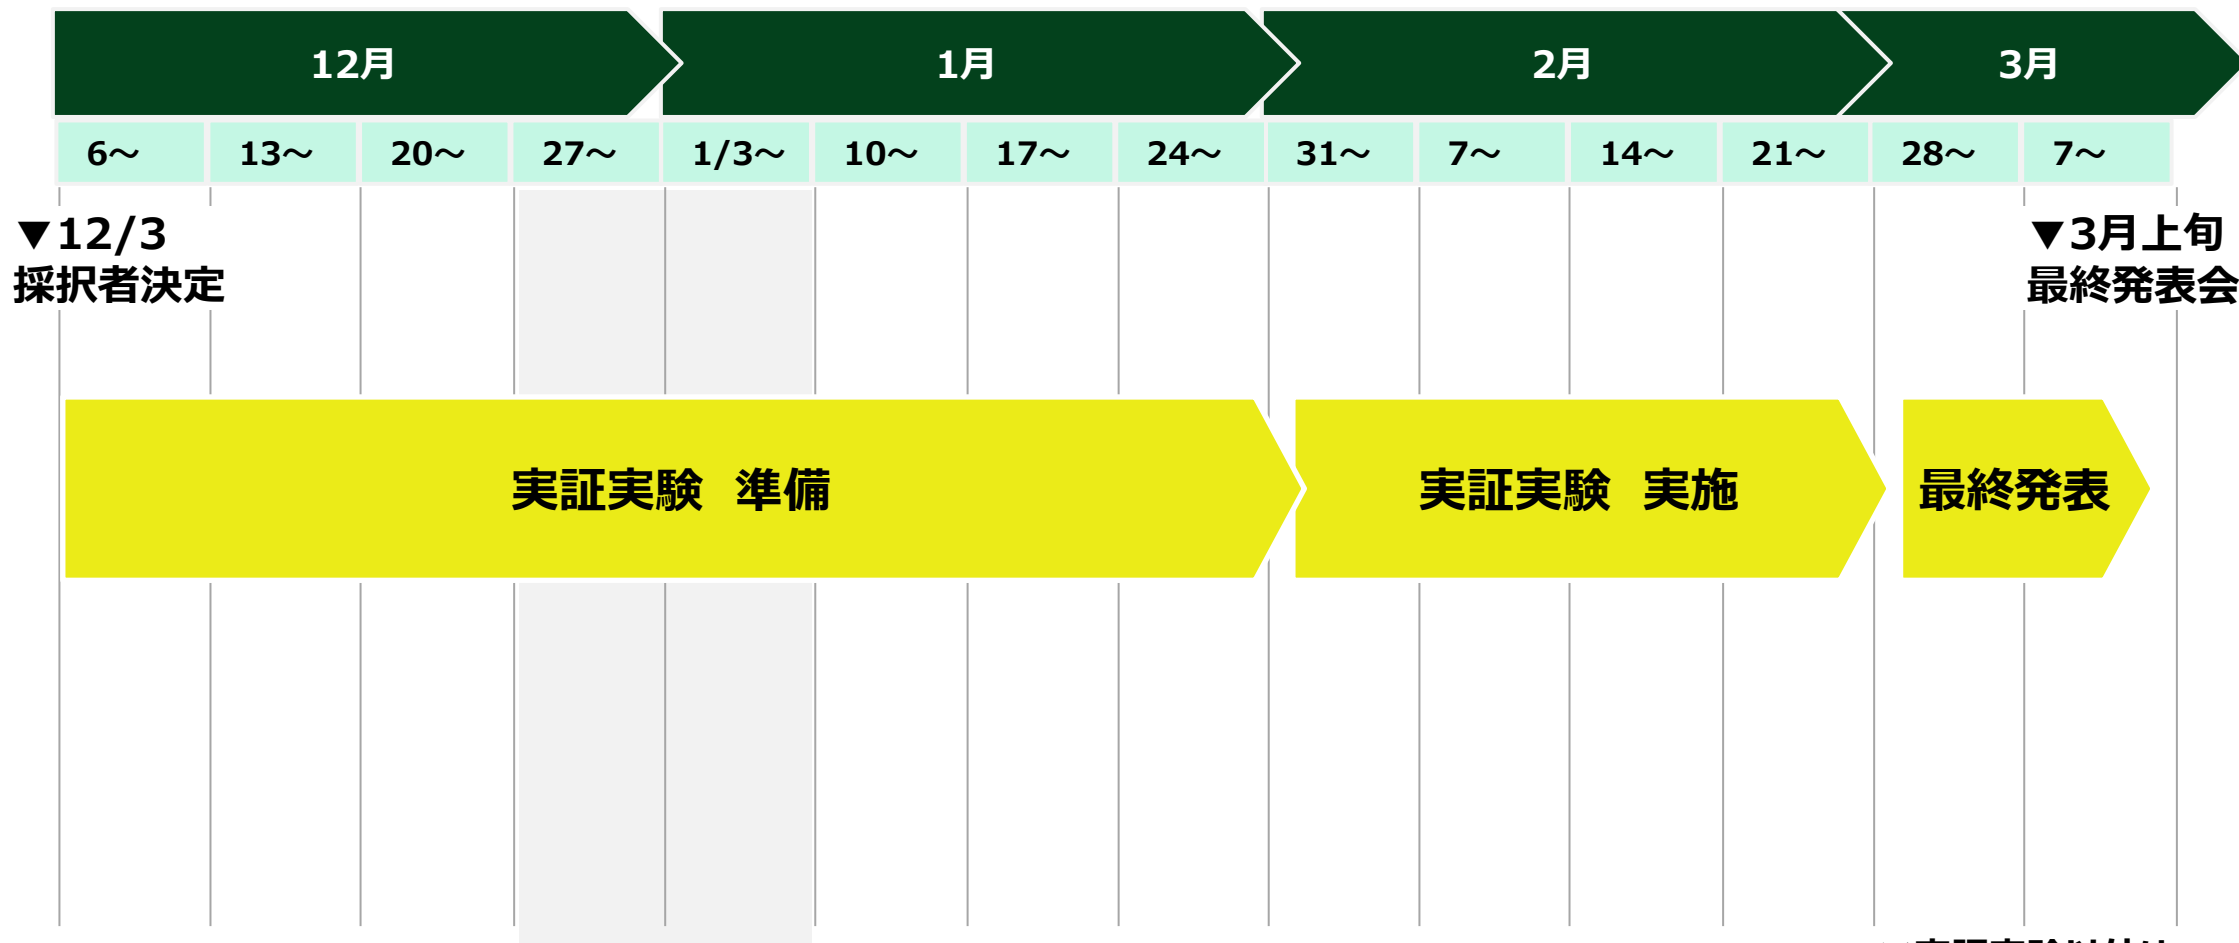 12月
1月
2月
3月
6～
13～
20～
27～
1/3～
10～
17～
24～
31～
7～
14～
21～
28～
7～
▼12/3
採択者決定
▼3月上旬
最終発表会
実証実験 準備
実証実験 実施
最終発表